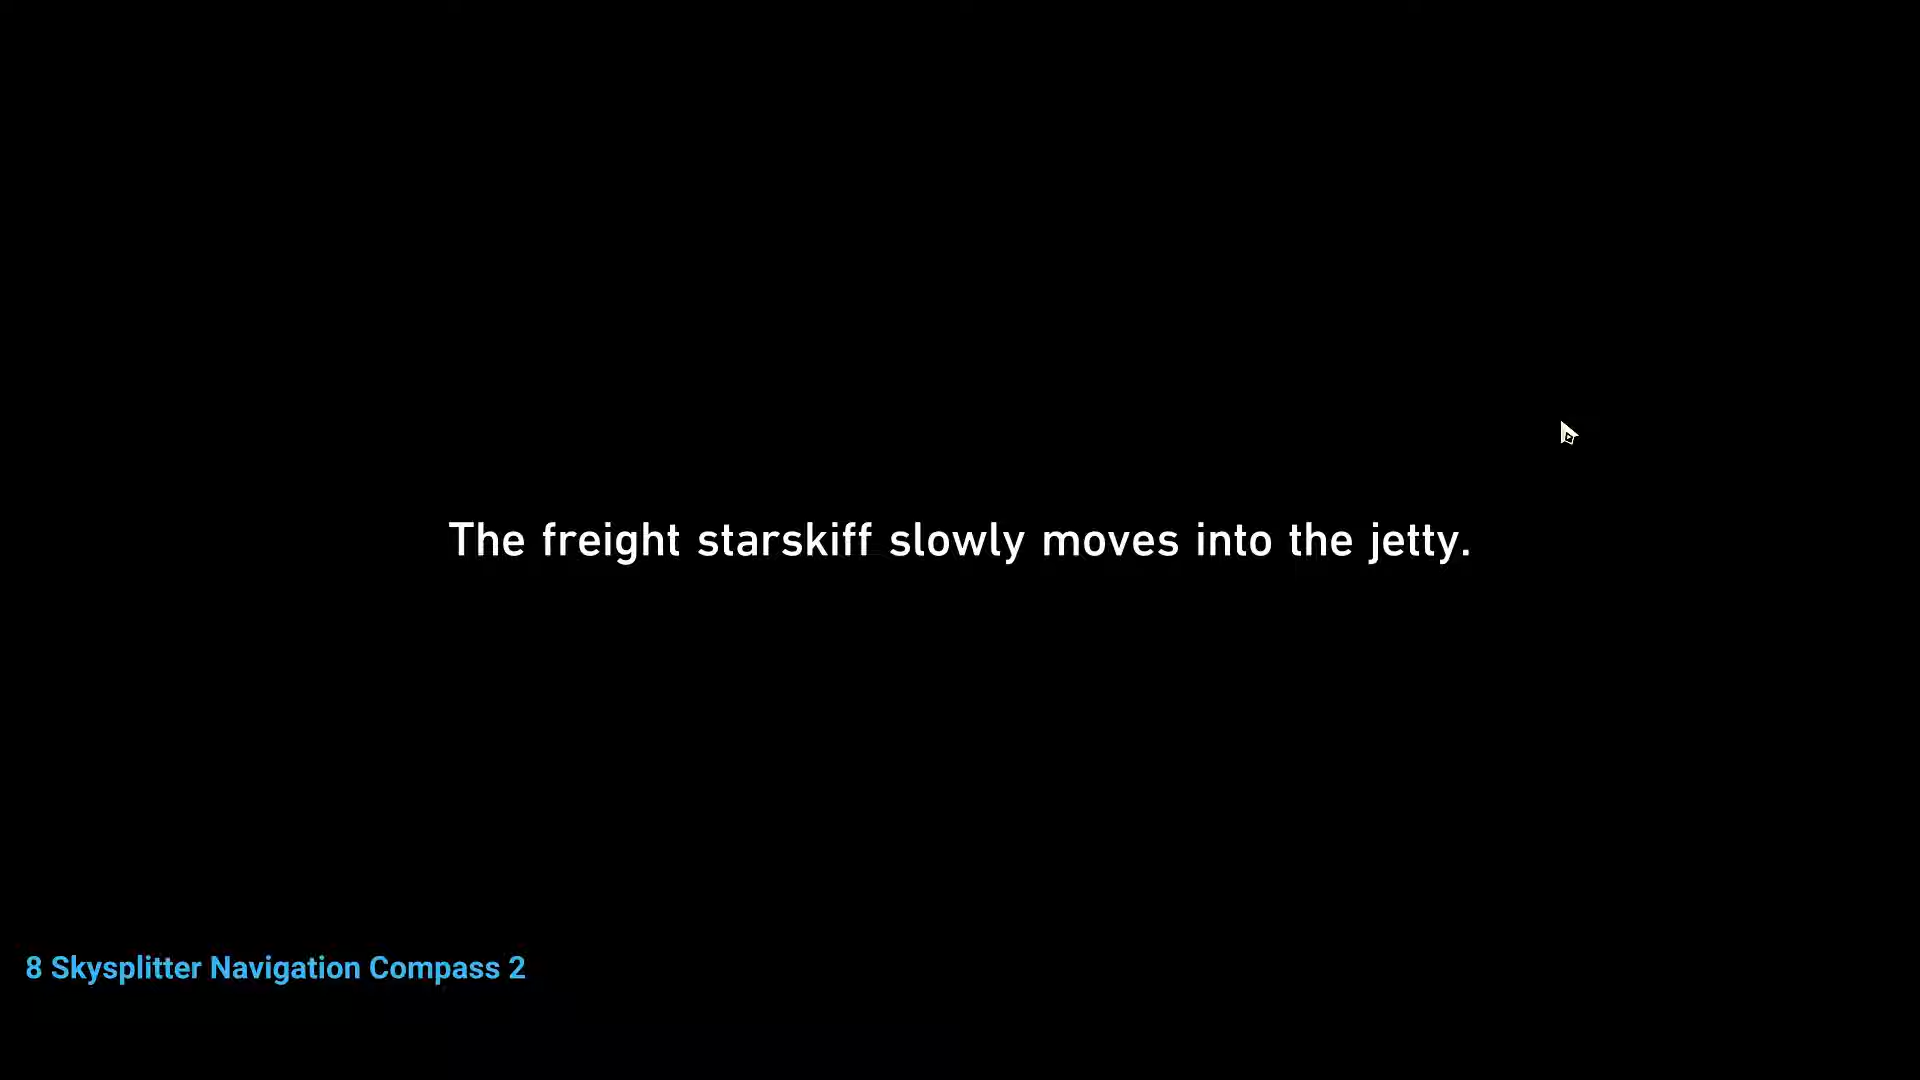 The freight starskiff slowly moves into the jetty.
8 Skysplitter Navigation Compass 2